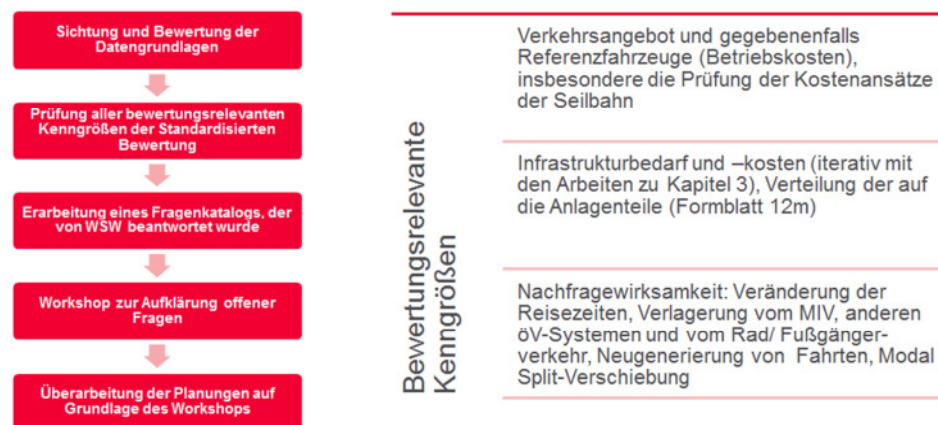 Sichtung und Bewertung der
Datengrundlagen
Prüfung aller bewertungsrelevanten
Kenngrößen der Standardisierten
Bewertung
Erarbeitung eines Fragenkatalogs, der
von WSW beantwortet wurde
Workshop zur Aufklärung offener
Fragen
Überarbeitung der Planungen auf
Grundlage des Workshops
Bewertungsrelevante
Kenngrößen
Verkehrsangebot und gegebenenfalls
Referenzfahrzeuge (Betriebskosten),
insbesondere die Prüfung der Kostenansätze
der Seilbahn
Infrastrukturbedarf und –kosten (iterativ mit
den Arbeiten zu Kapitel 3), Verteilung der auf
die Anlagenteile (Formblatt 12m)
Nachfragewirksamkeit: Veränderung der
Reisezeiten, Verlagerung vom MIV, anderen
öV-Systemen und vom Rad/ Fußgänger-
verkehr, Neugenerierung von Fahrten, Modal
Split-Verschiebung